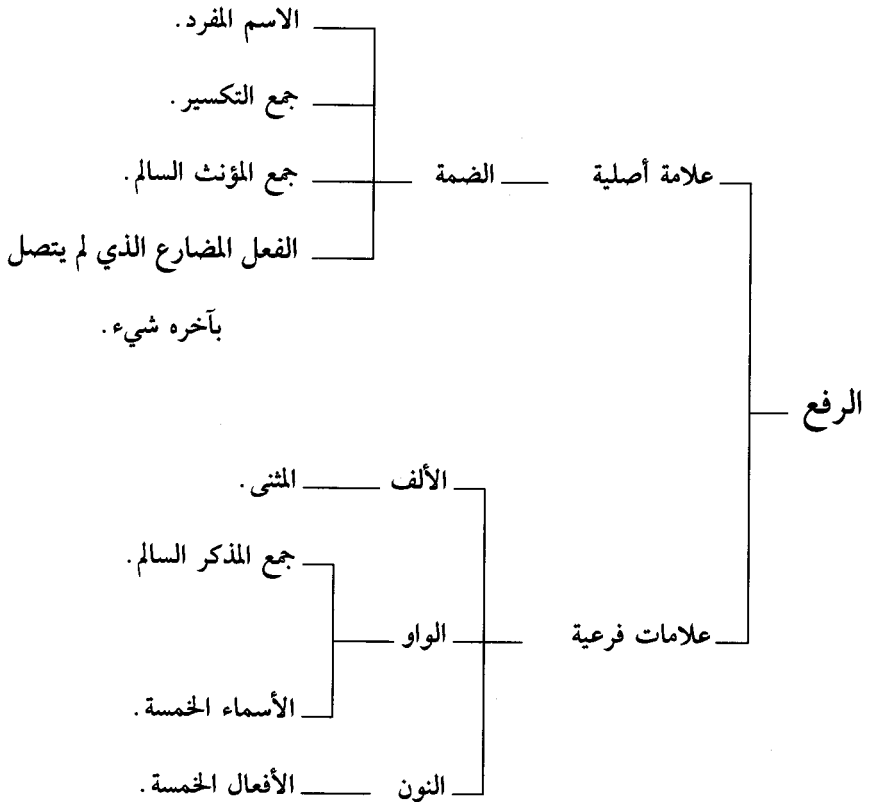 الاسم المفرد.
جمع التكسير.
علامة أصلية الضمة جمع المؤنث السالم.
الفعل المضارع الذي لم يتصل
بآخره شيء.
الرفع
الألف المثنى.
جمع المذكر السالم.
علامات فرعية الواو
الأسماء الخمسة.
النون الأفعال الخمسة.